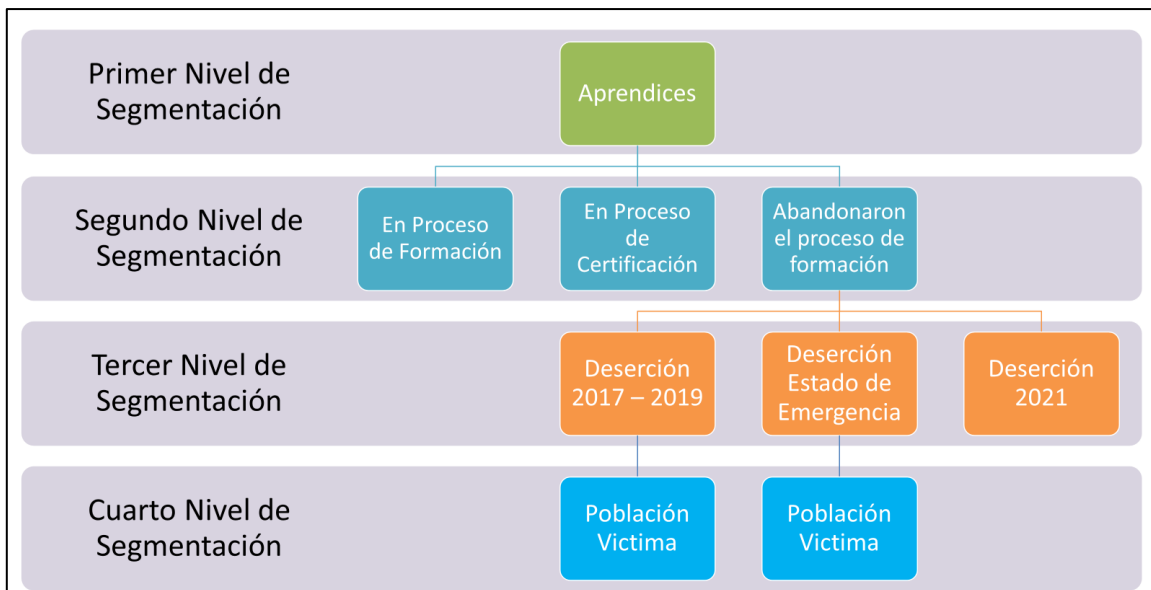 Primer Nivel de
Segmentación
Aprendices
Segundo Nivel de
Segmentación
En Proceso
de Formación
En Proceso
de
Certificación
Abandonaron
el proceso de
formación
Tercer Nivel de
Segmentación
Deserción
2017 – 2019
Deserción
Estado de
Emergencia
Deserción
2021
Cuarto Nivel de
Segmentación
Población
Victima
Población
Victima